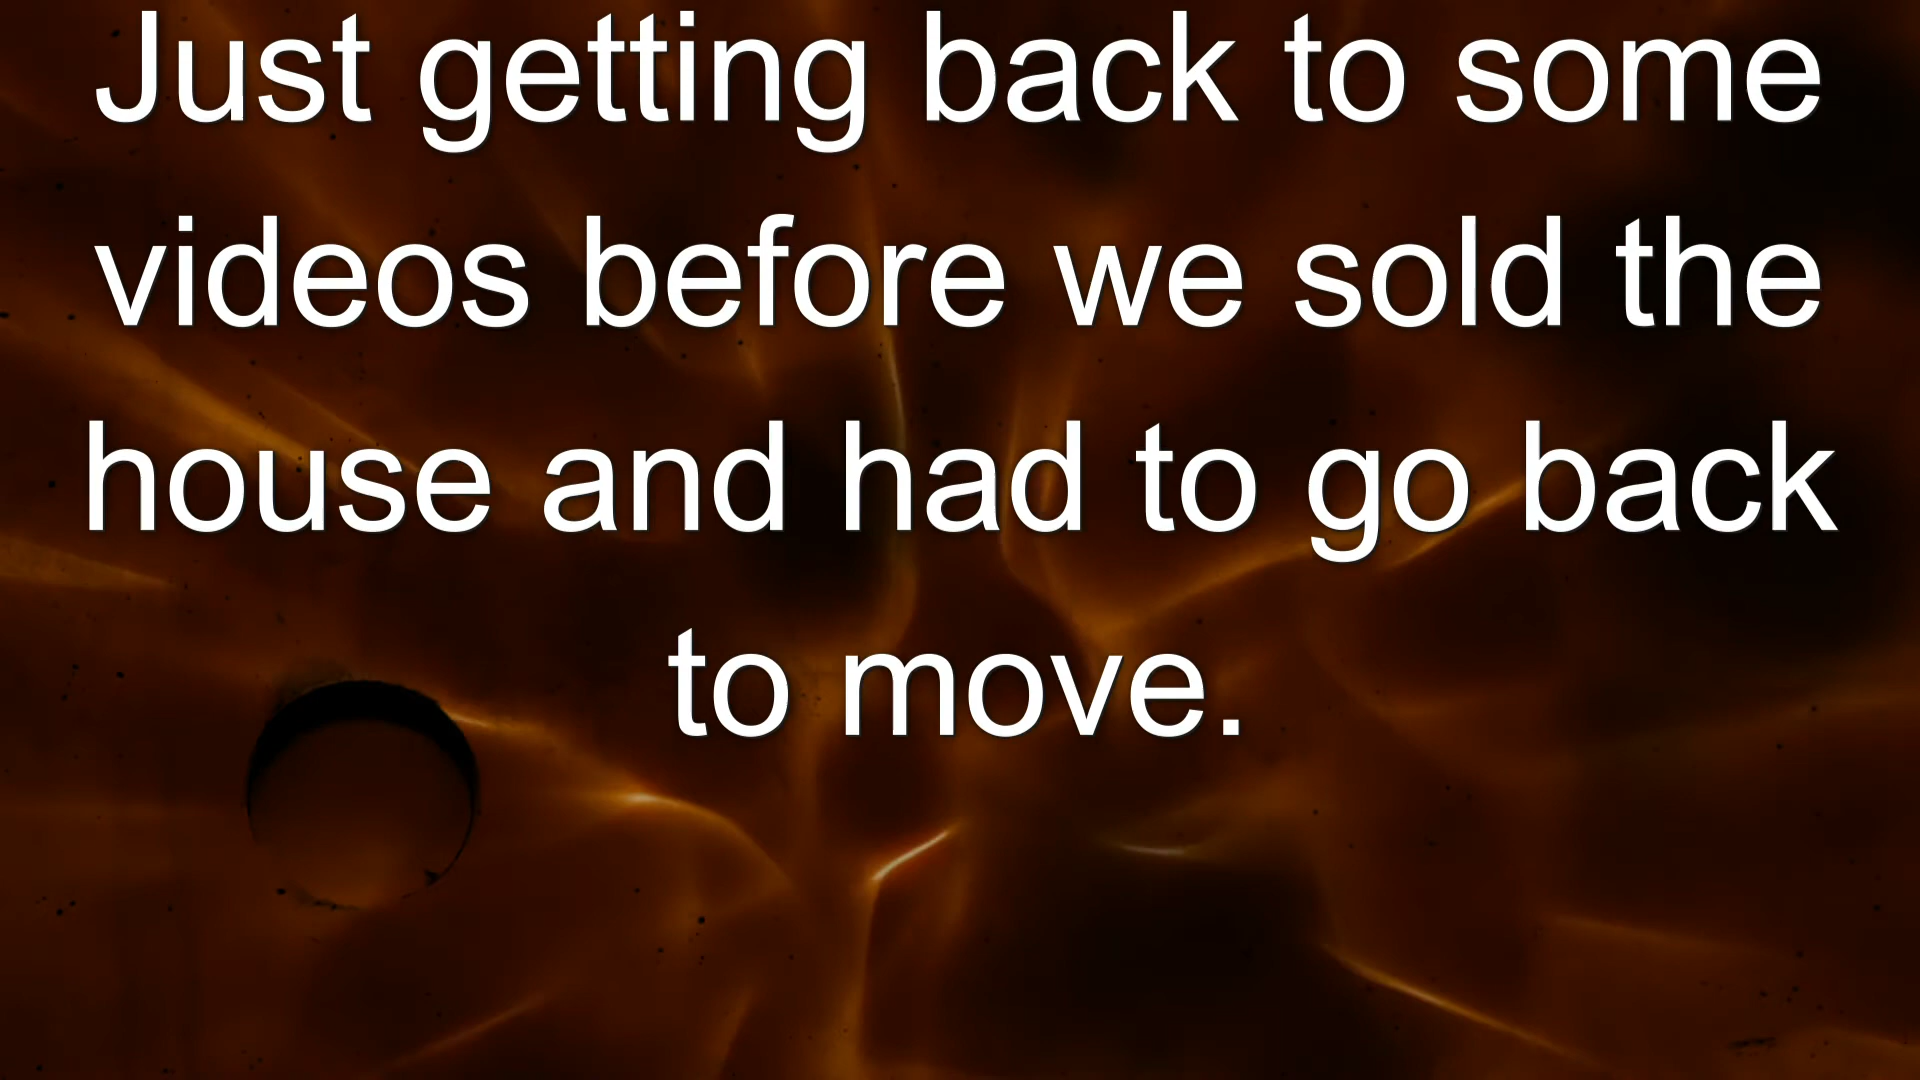 Just getting back to some
videos before we sold the
house and had to go back
to move.